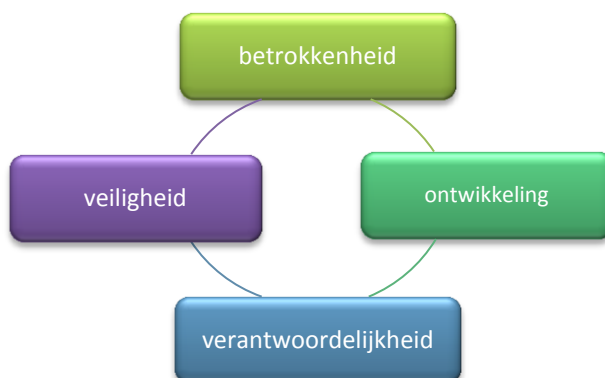 betrokkenheid
veiligheid
ontwikkeling
verantwoordelijkheid